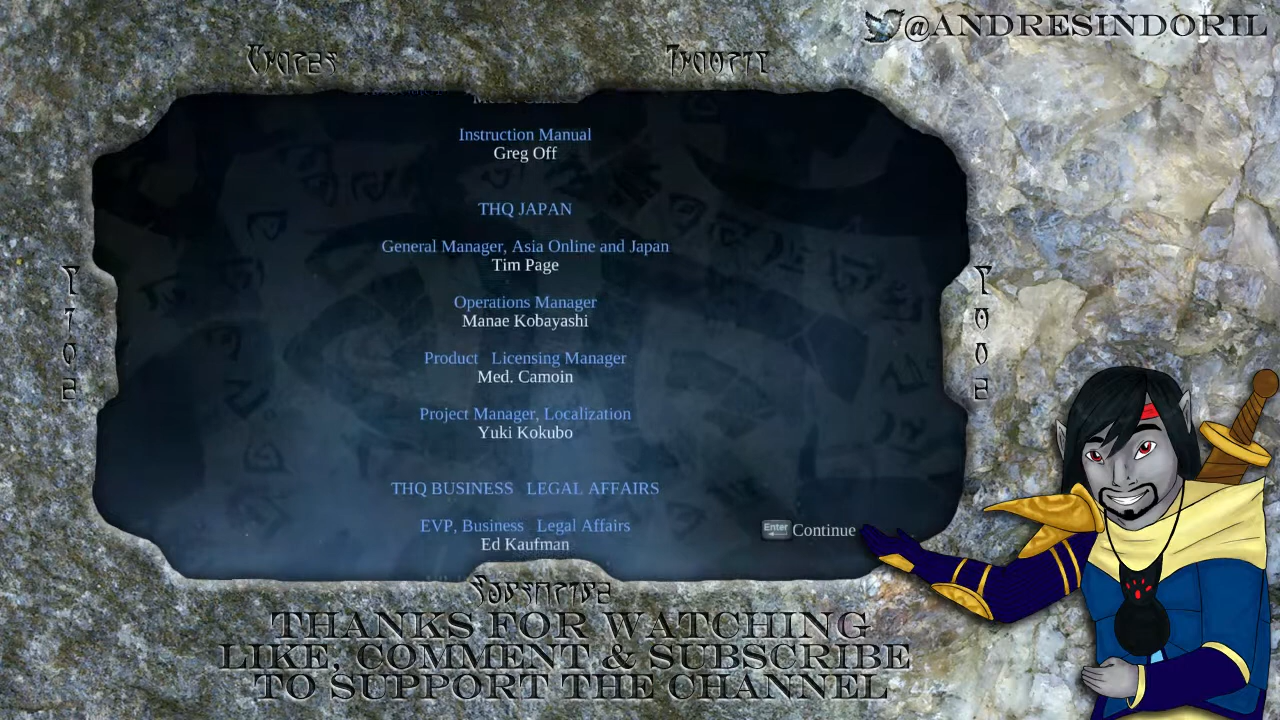 @ANDRESINDORIL
Instruction Manual
Greg Off
THQ JAPAN
General Manager, Asia Online and Japan
Tim Page
Operations Manager
Manae Kobayashi
Product   Licensing Manager
Med. Camoin
Project Manager, Localization
Yuki Kokubo
THQ BUSINESS   LEGAL AFFAIRS
EVP, Business   Legal Affairs
Ed Kaufman
Enter
Continue
THANKS FOR WATCHING
LIKE, COMMENT & SUBSCRIBE
TO SUPPORT THE CHANNEL